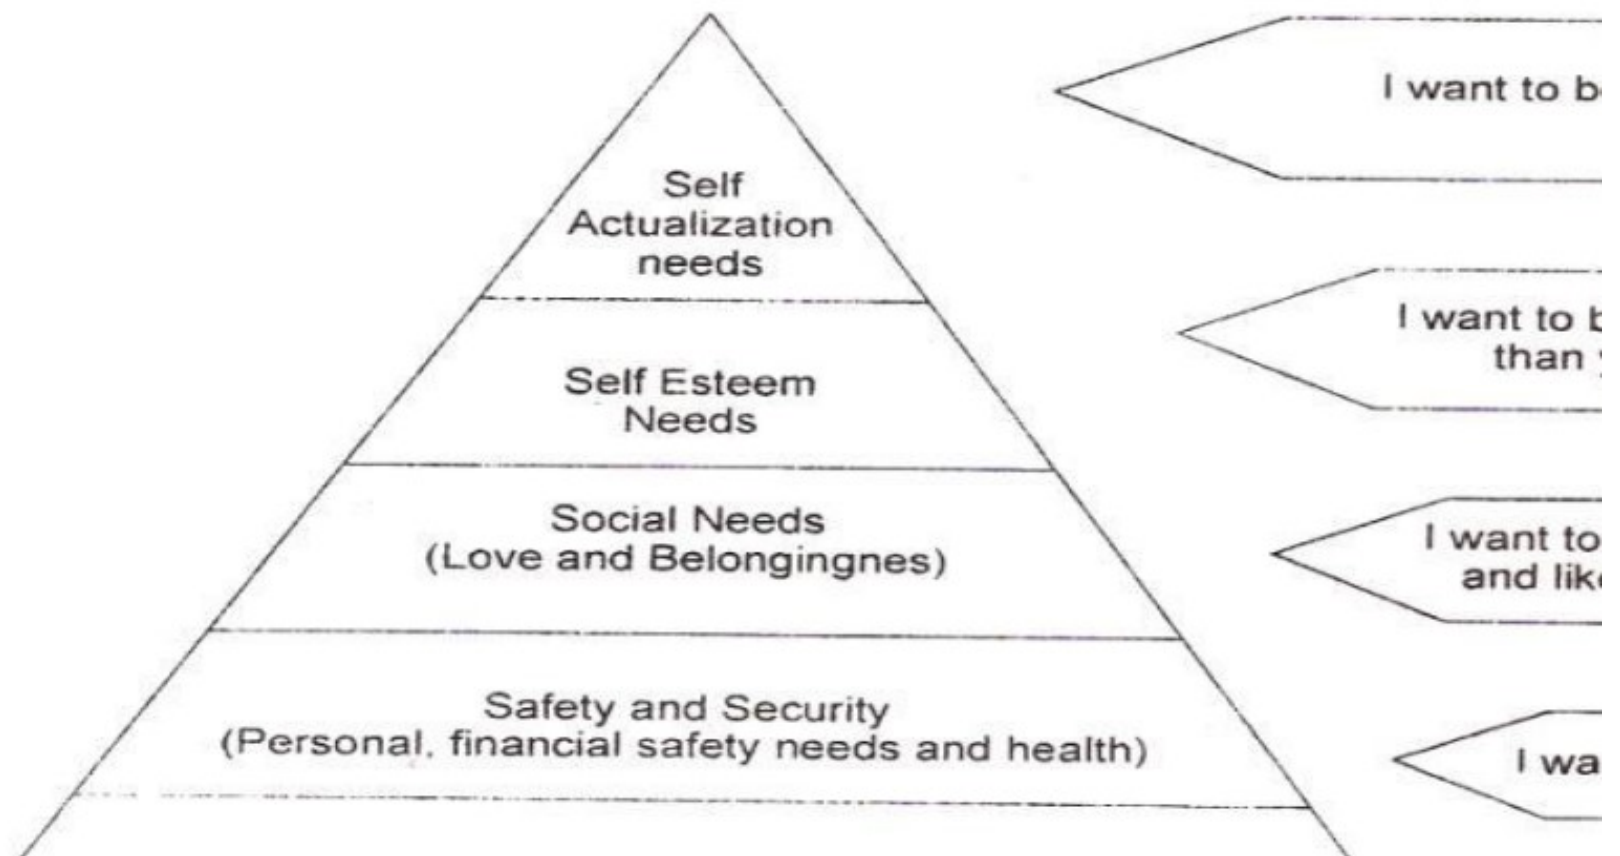 Self
Actualization
needs
I want to b
Self Esteem
Needs
I want to b
than
Social Needs
(Love and Belongingnes)
I want to
and lik
Safety and Security
(Personal, financial safety needs and health)
I wa